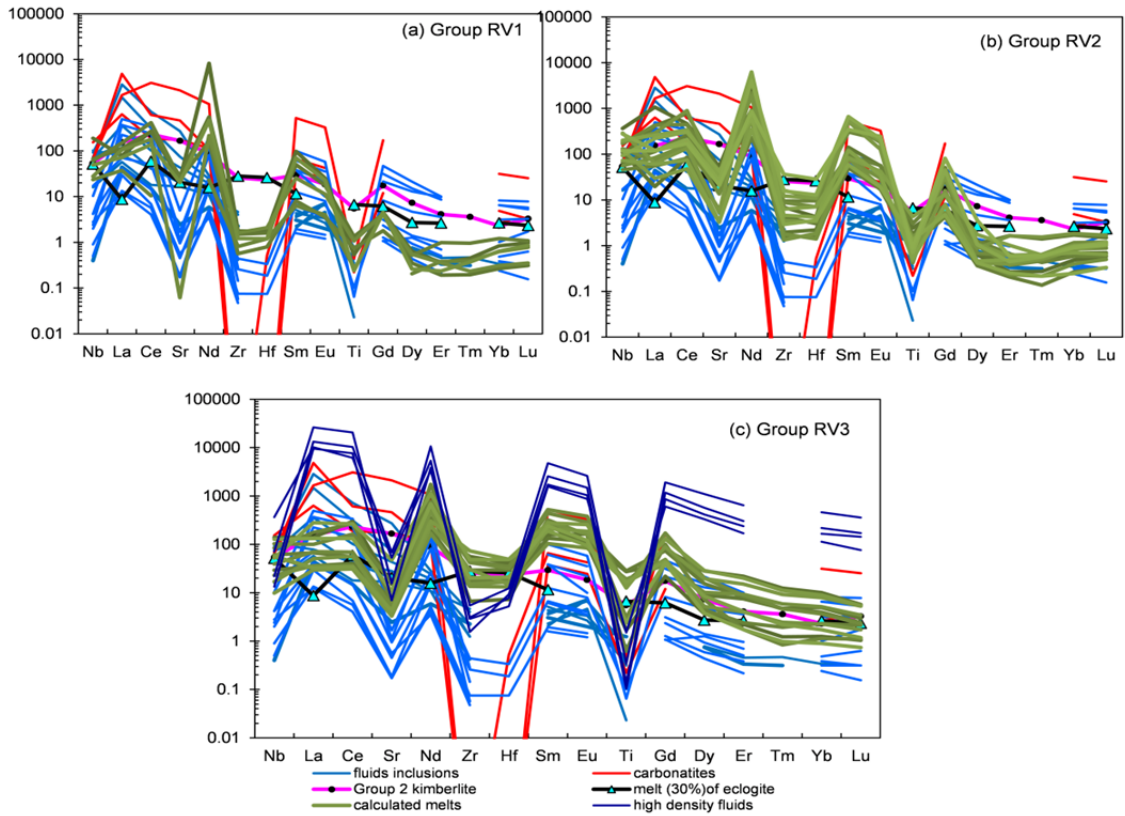 (a) Group RV1
100000
10000
1000
100
10
1
0.1
0.01
Nb La Ce Sr Nd Zr Hf Sm Eu Ti Gd Dy Er Tm Yb Lu
(b) Group RV2
100000
10000
1000
100
10
1
0.1
0.01
Nb La Ce Sr Nd Zr Hf Sm Eu Ti Gd Dy Er Tm Yb Lu
(c) Group RV3
100000
10000
1000
100
10
1
0.1
0.01
Nb La Ce Sr Nd Zr Hf Sm Eu Ti Gd Dy Er Tm Yb Lu
fluids inclusions carbonatites
Group 2 kimberlite melt (30%)of eclogite
calculated melts high density fluids